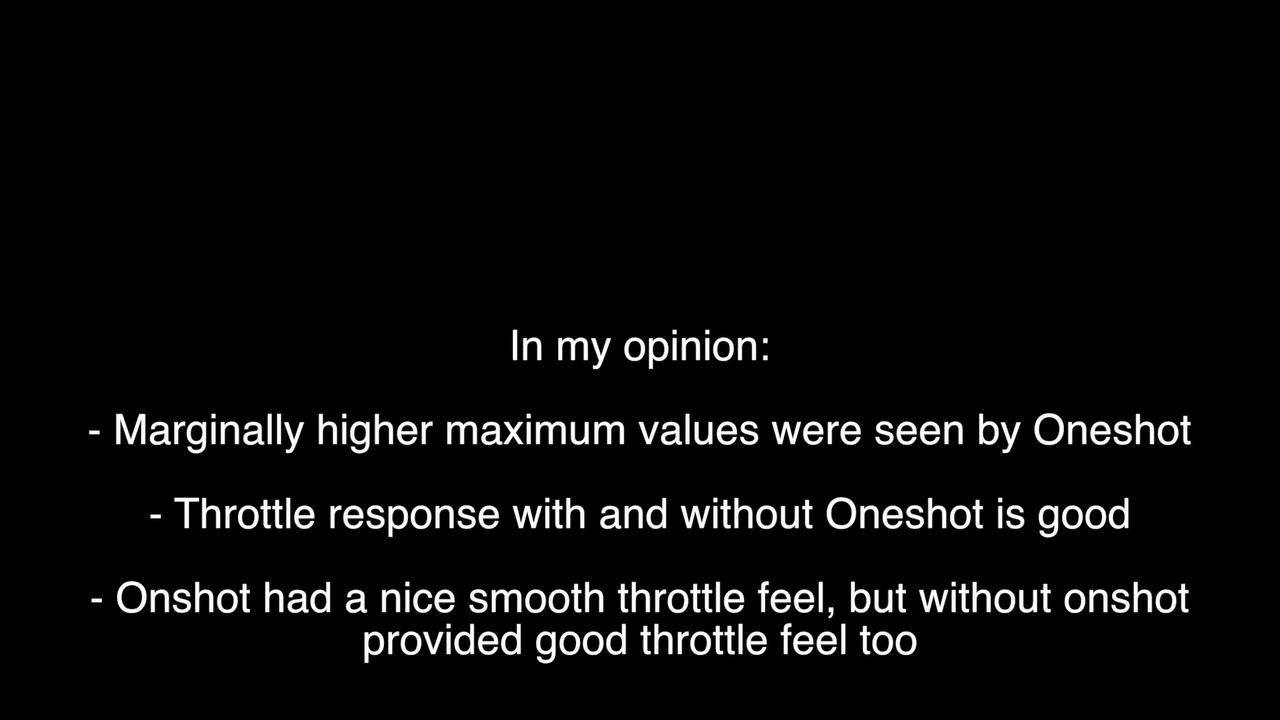 In my opinion:
- Marginally higher maximum values were seen by Oneshot
- Throttle response with and without Oneshot is good
- Onshot had a nice smooth throttle feel, but without onshot
provided good throttle feel too